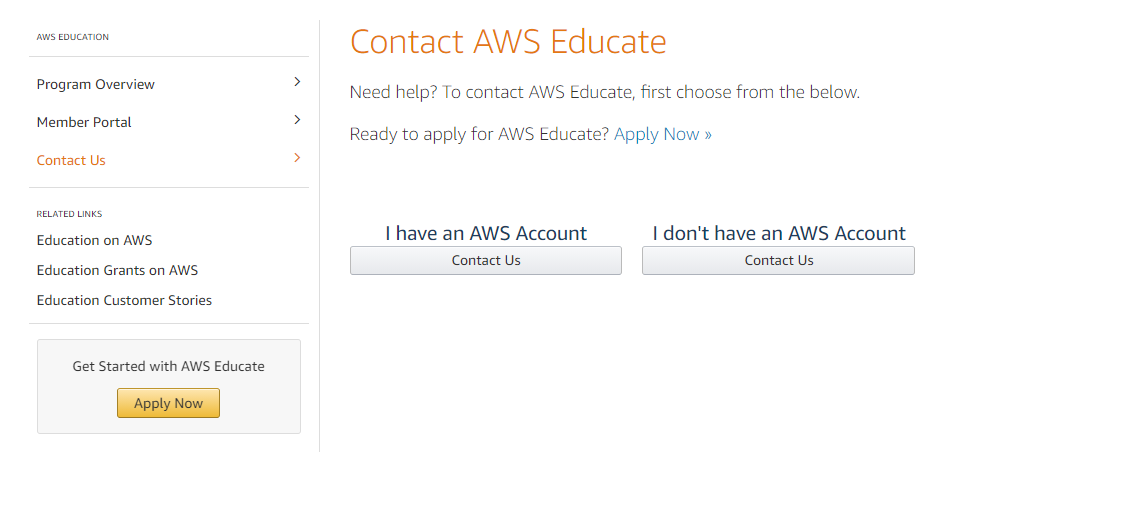 AWS EDUCATION
Program Overview
Member Portal
Contact Us
RELATED LINKS
Education on AWS
Education Grants on AWS
Education Customer Stories
Get Started with AWS Educate
Apply Now
Contact AWS Educate
Need help? To contact AWS Educate, first choose from the below.
Ready to apply for AWS Educate? Apply Now »
I have an AWS Account
Contact Us
I don't have an AWS Account
Contact Us